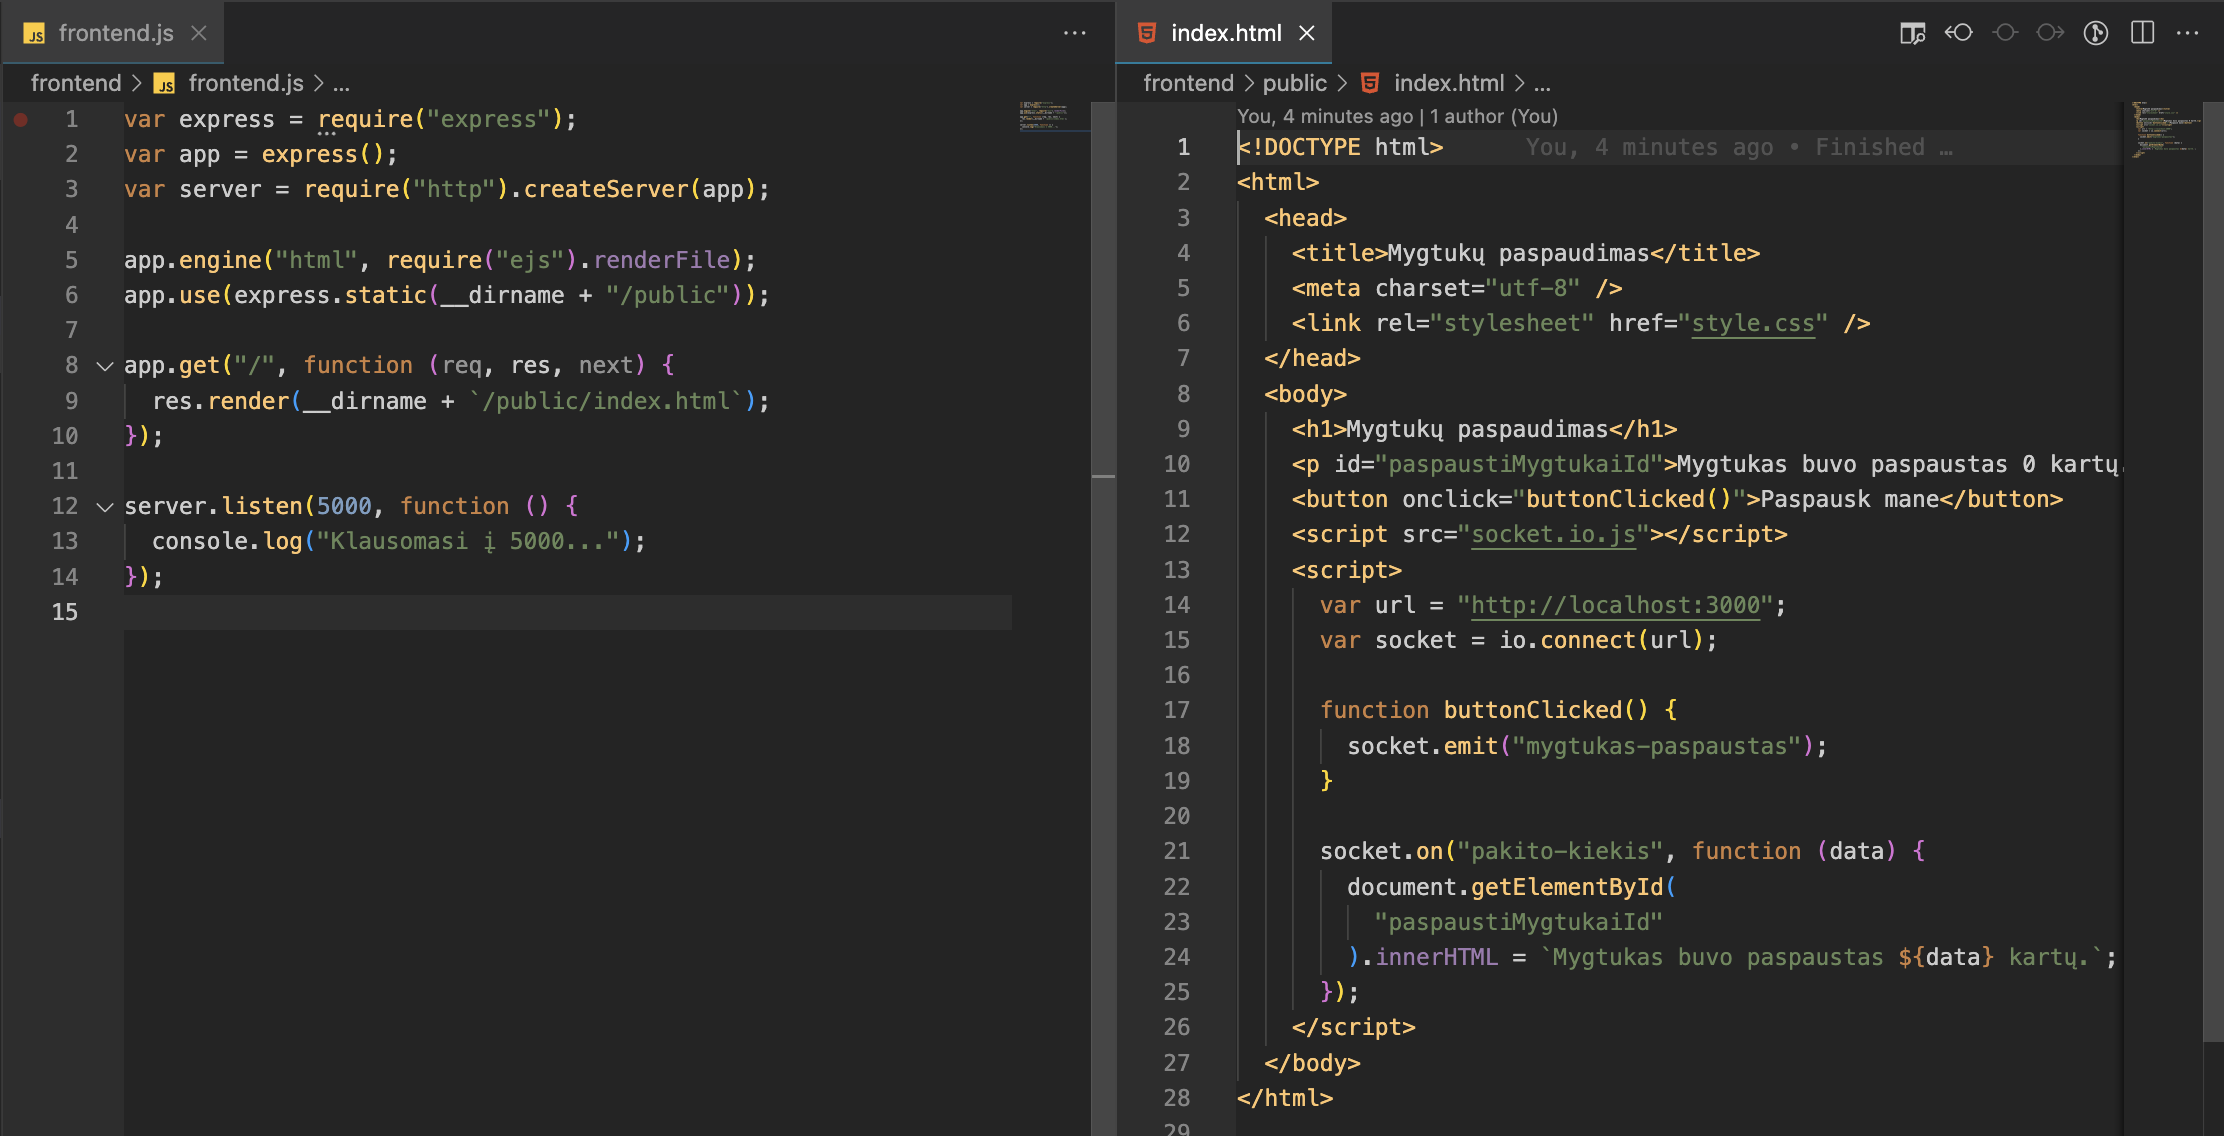 frontend.js
frontend > frontend.js > ...
1 var express = require("express");
2 var app = express();
3 var server = require("http").createServer(app);
4
5 app.engine("html", require("ejs").renderFile);
6 app.use(express.static(__dirname + "/public"));
7
8 app.get("/", function (req, res, next) {
9 res.render(__dirname + `/public/index.html`);
10 });
11
12 server.listen(5000, function () {
13 console.log("Klausomasi į 5000...");
14 });
15
index.html
frontend > public > index.html > ...
You, 4 minutes ago | 1 author (You)
1 <!DOCTYPE html> You, 4 minutes ago • Finished …
2 <html>
3 <head>
4 <title>Mygtukų paspaudimas</title>
5 <meta charset="utf-8" />
6 <link rel="stylesheet" href="style.css" />
7 </head>
8 <body>
9 <h1>Mygtukų paspaudimas</h1>
10 <p id="paspaustiMygtukaiId">Mygtukas buvo paspaustas 0 kartų.
11 <button onclick="buttonClicked()">Paspausk mane</button>
12 <script src="socket.io.js"></script>
13 <script>
14 var url = "http://localhost:3000";
15 var socket = io.connect(url);
16
17 function buttonClicked() {
18 socket.emit("mygtukas-paspaustas");
19 }
20
21 socket.on("pakito-kiekis", function (data) {
22 document.getElementById(
23 "paspaustiMygtukaiId"
24 ).innerHTML = `Mygtukas buvo paspaustas ${data} kartų.`;
25 });
26 </script>
27 </body>
28 </html>
29